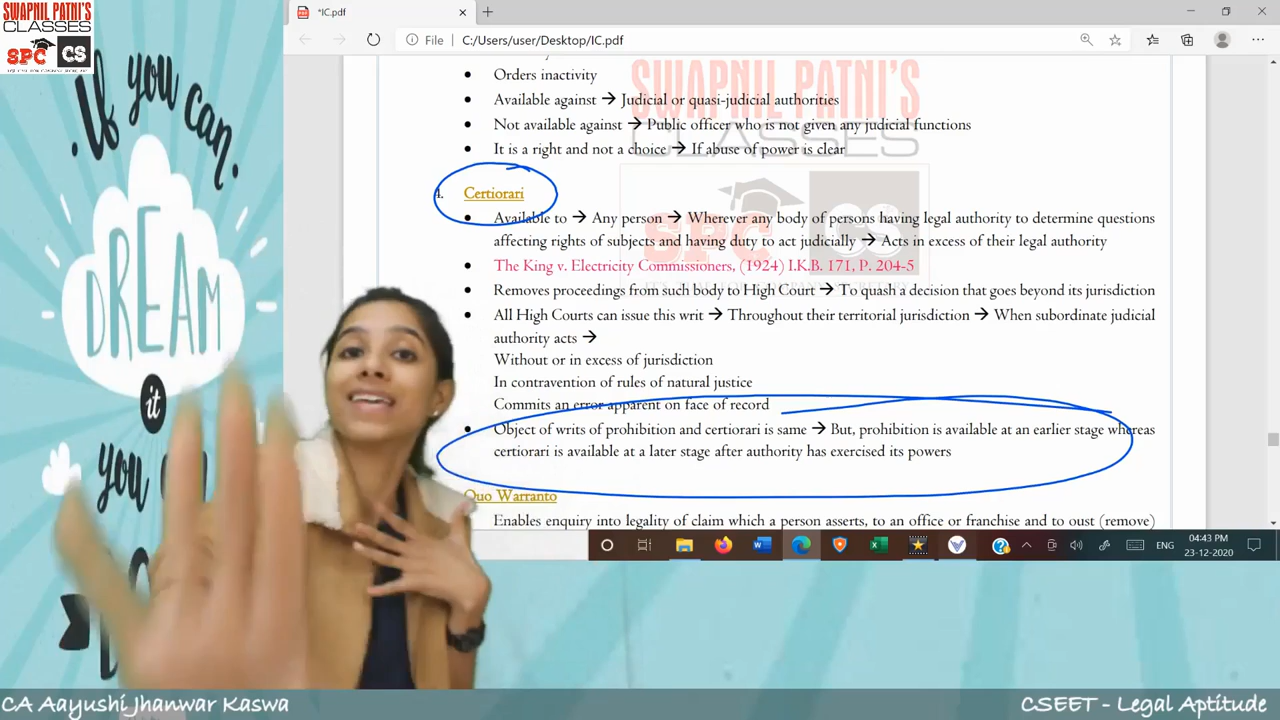 SWAPNIL PATNI'S
CLASSES
SPC CS
If you can
DREAM
it
you
*IC.pdf
File C:/Users/user/Desktop/IC.pdf
SWAPNIL PATNI'S
CLASSES
SPC CS
• Orders inactivity
• Available against → Judicial or quasi-judicial authorities
• Not available against → Public officer who is not given any judicial functions
• It is a right and not a choice → If abuse of power is clear
4. Certiorari
• Available to → Any person → Wherever any body of persons having legal authority to determine questions
affecting rights of subjects and having duty to act judicially → Acts in excess of their legal authority
• The King v. Electricity Commissioners, (1924) I.K.B. 171, P. 204-5
• Removes proceedings from such body to High Court → To quash a decision that goes beyond its jurisdiction
• All High Courts can issue this writ → Throughout their territorial jurisdiction → When subordinate judicial
authority acts →
Without or in excess of jurisdiction
In contravention of rules of natural justice
Commits an error apparent on face of record
• Object of writs of prohibition and certiorari is same → But, prohibition is available at an earlier stage whereas
certiorari is available at a later stage after authority has exercised its powers
Quo Warranto
Enables enquiry into legality of claim which a person asserts, to an office or franchise and to oust (remove)
ENG
04:43 PM
23-12-2020
CA Aayushi Jhanwar Kaswa
CSEET - Legal Aptitude